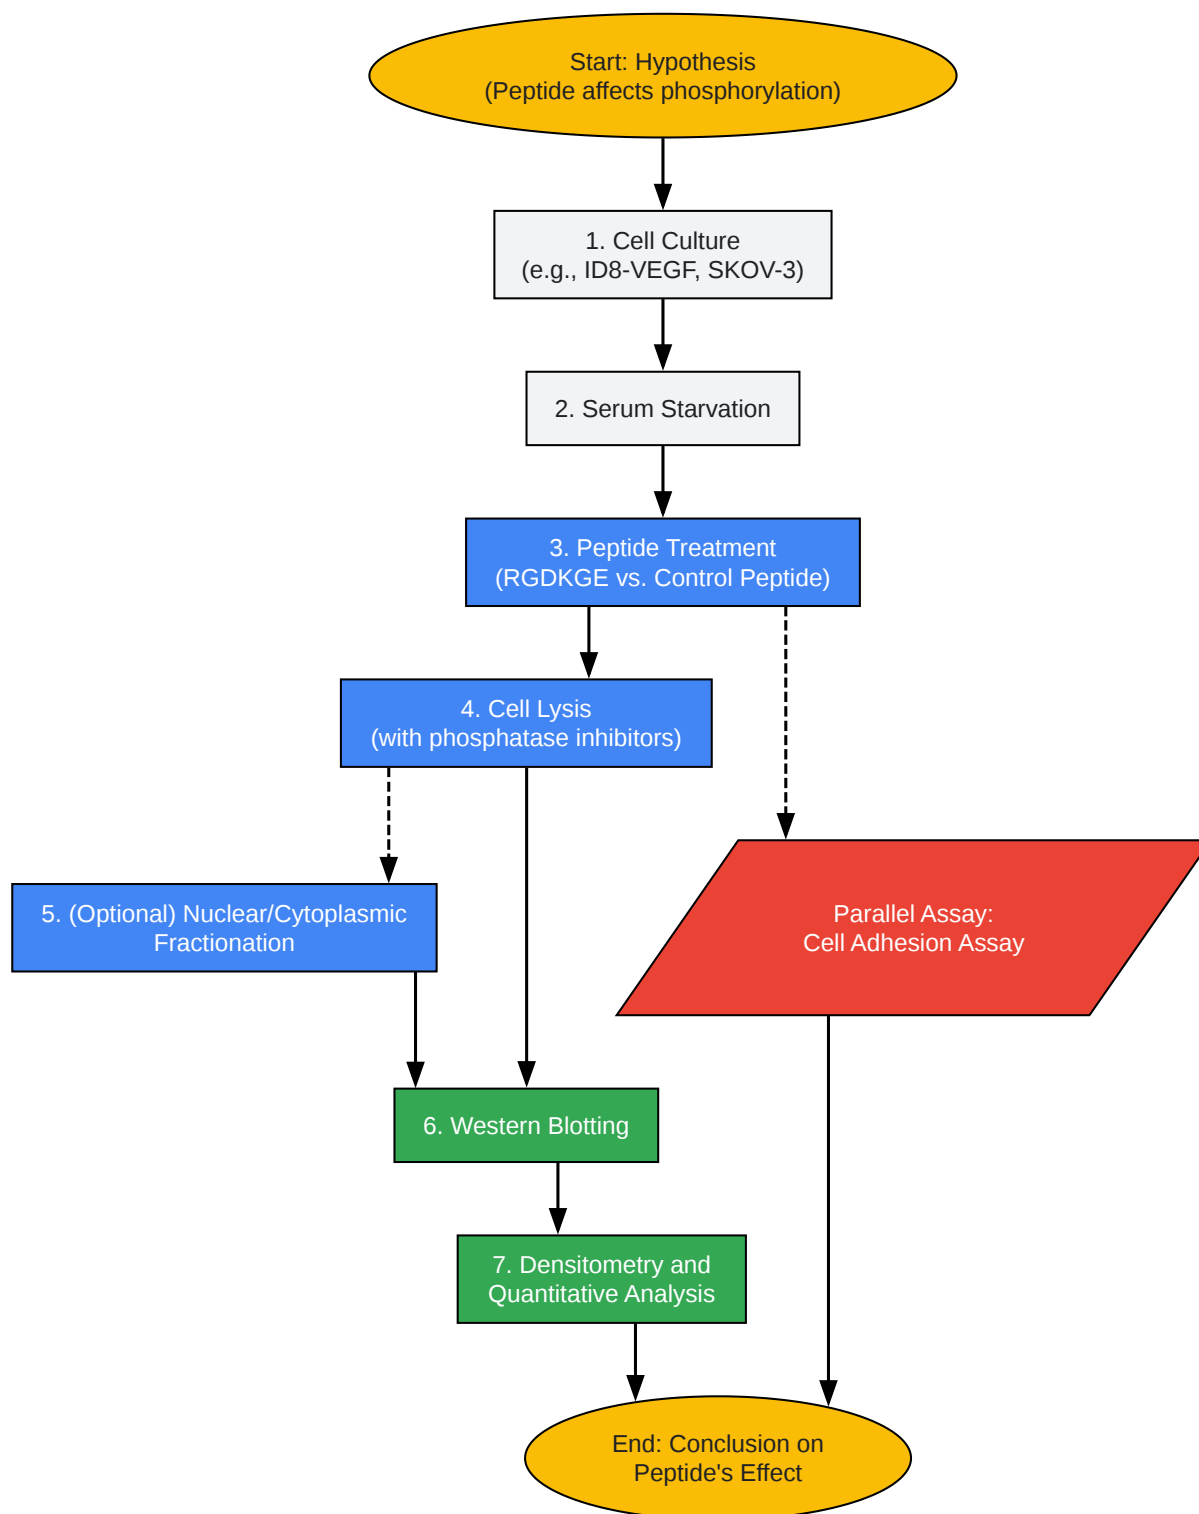 Start: Hypothesis
(Peptide affects phosphorylation)
1. Cell Culture
(e.g., ID8-VEGF, SKOV-3)
2. Serum Starvation
3. Peptide Treatment
(RGDKGE vs. Control Peptide)
4. Cell Lysis
(with phosphatase inhibitors)
5. (Optional) Nuclear/Cytoplasmic
Fractionation
Parallel Assay:
Cell Adhesion Assay
6. Western Blotting
7. Densitometry and
Quantitative Analysis
End: Conclusion on
Peptide's Effect